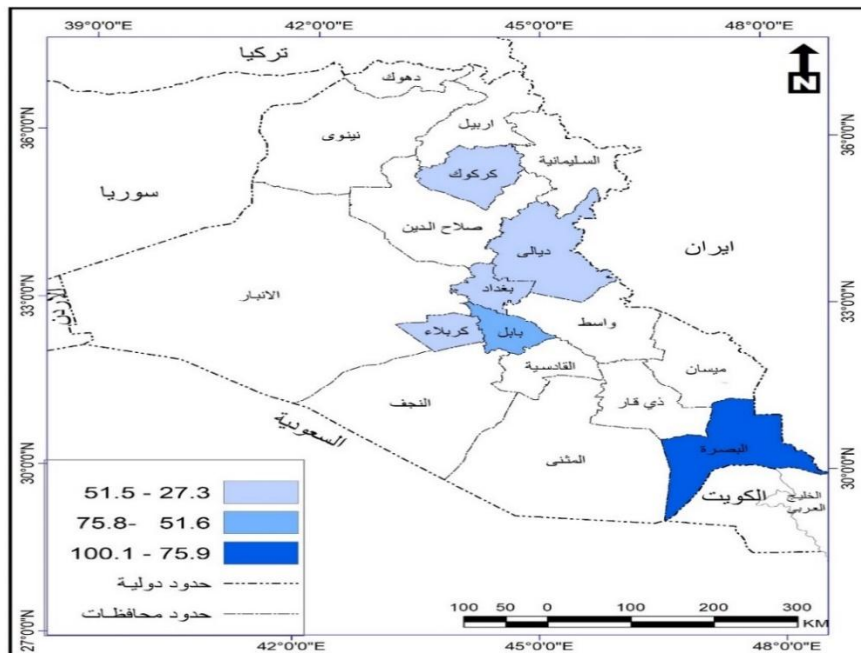 39°0'0"E 42°0'0"E 45°0'0"E 48°0'0"E
تركيا
دهوك
N
36°0'0"N
اربيل
نينوى
36°0'0"N
السليمانية
كركوك
سوريا
صلاح الدين
ايران
ديالى
بغداد
الانبار
33°0'0"N
33°0'0"N
الاردن
واسط
كربلاء
بابل
ميسان
القادسية
النجف
ذي قار
السعودية
المثنى
البصرة
30°0'0"N
30°0'0"N
الكويت
الخليج
العربي
51.5 - 27.3
75.8- 51.6
100.1 - 75.9
حدود دولية
حدود محافظات
100 50 0 100 200 300
KM
27°0'0"N
27°0'0"N
42°0'0"E 45°0'0"E 48°0'0"E